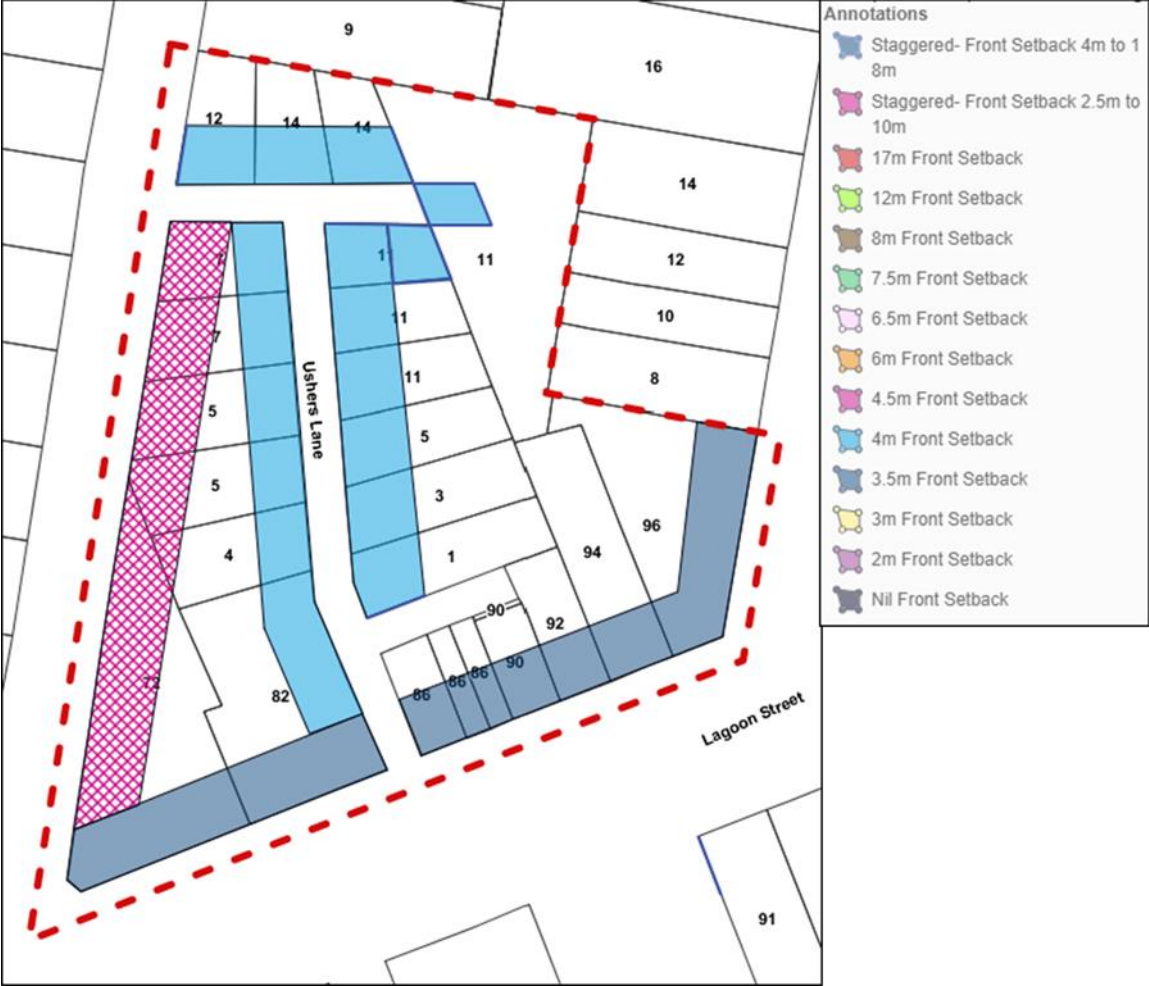 9
16
12
14
14
14
11
11
12
7
11
10
5
11
8
Ushers Lane
5
5
3
4
1
96
94
90
92
90
86
86
86
82
73
Lagoon Street
91
Annotations
Staggered- Front Setback 4m to 1
8m
Staggered- Front Setback 2.5m to
10m
17m Front Setback
12m Front Setback
8m Front Setback
7.5m Front Setback
6.5m Front Setback
6m Front Setback
4.5m Front Setback
4m Front Setback
3.5m Front Setback
3m Front Setback
2m Front Setback
Nil Front Setback